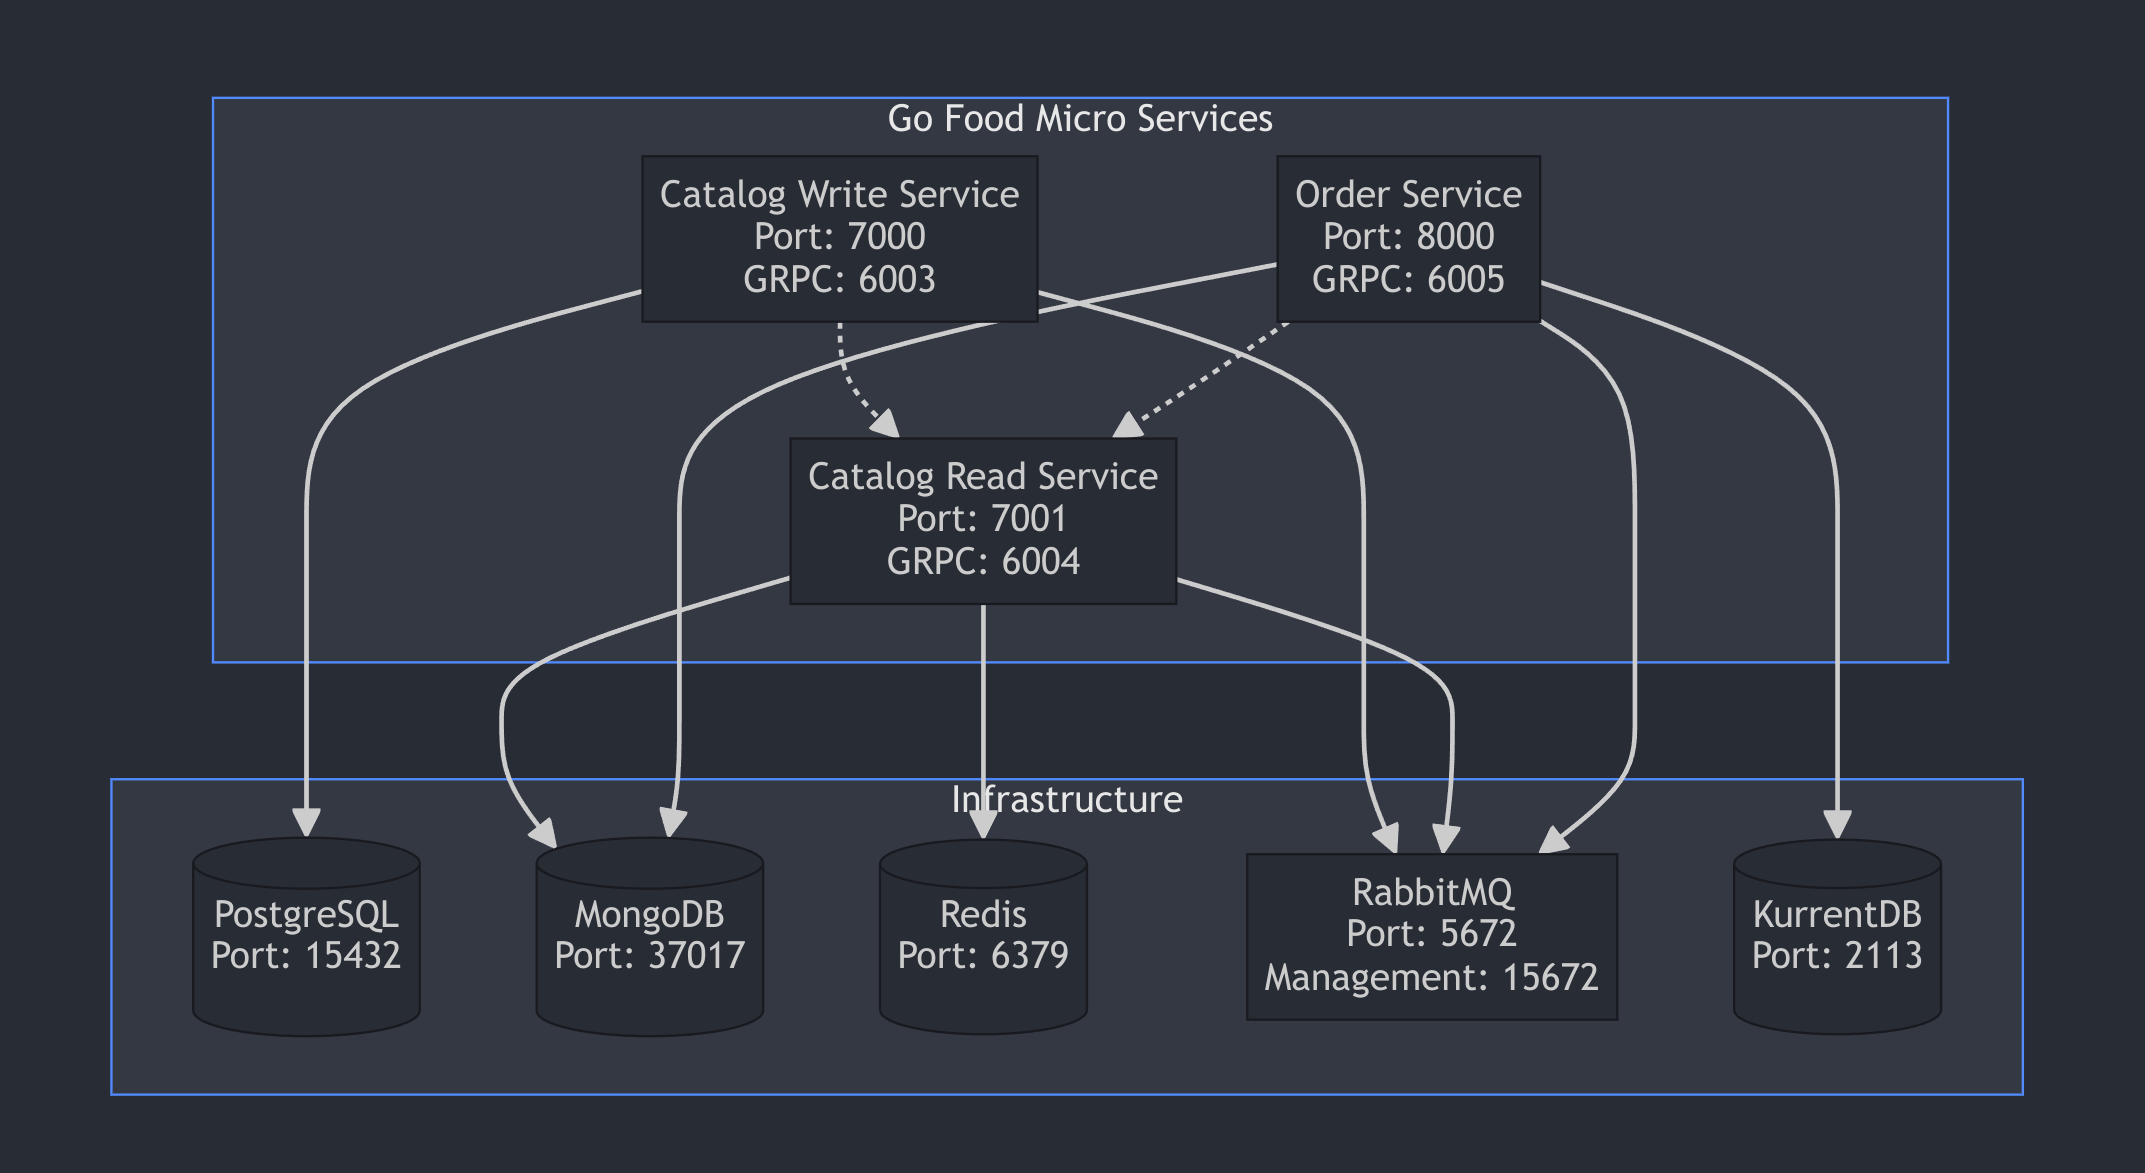 Go Food Micro Services
Catalog Write Service
Port: 7000
GRPC: 6003
Order Service
Port: 8000
GRPC: 6005
Catalog Read Service
Port: 7001
GRPC: 6004
Infrastructure
PostgreSQL
Port: 15432
MongoDB
Port: 37017
Redis
Port: 6379
RabbitMQ
Port: 5672
Management: 15672
KurrentDB
Port: 2113